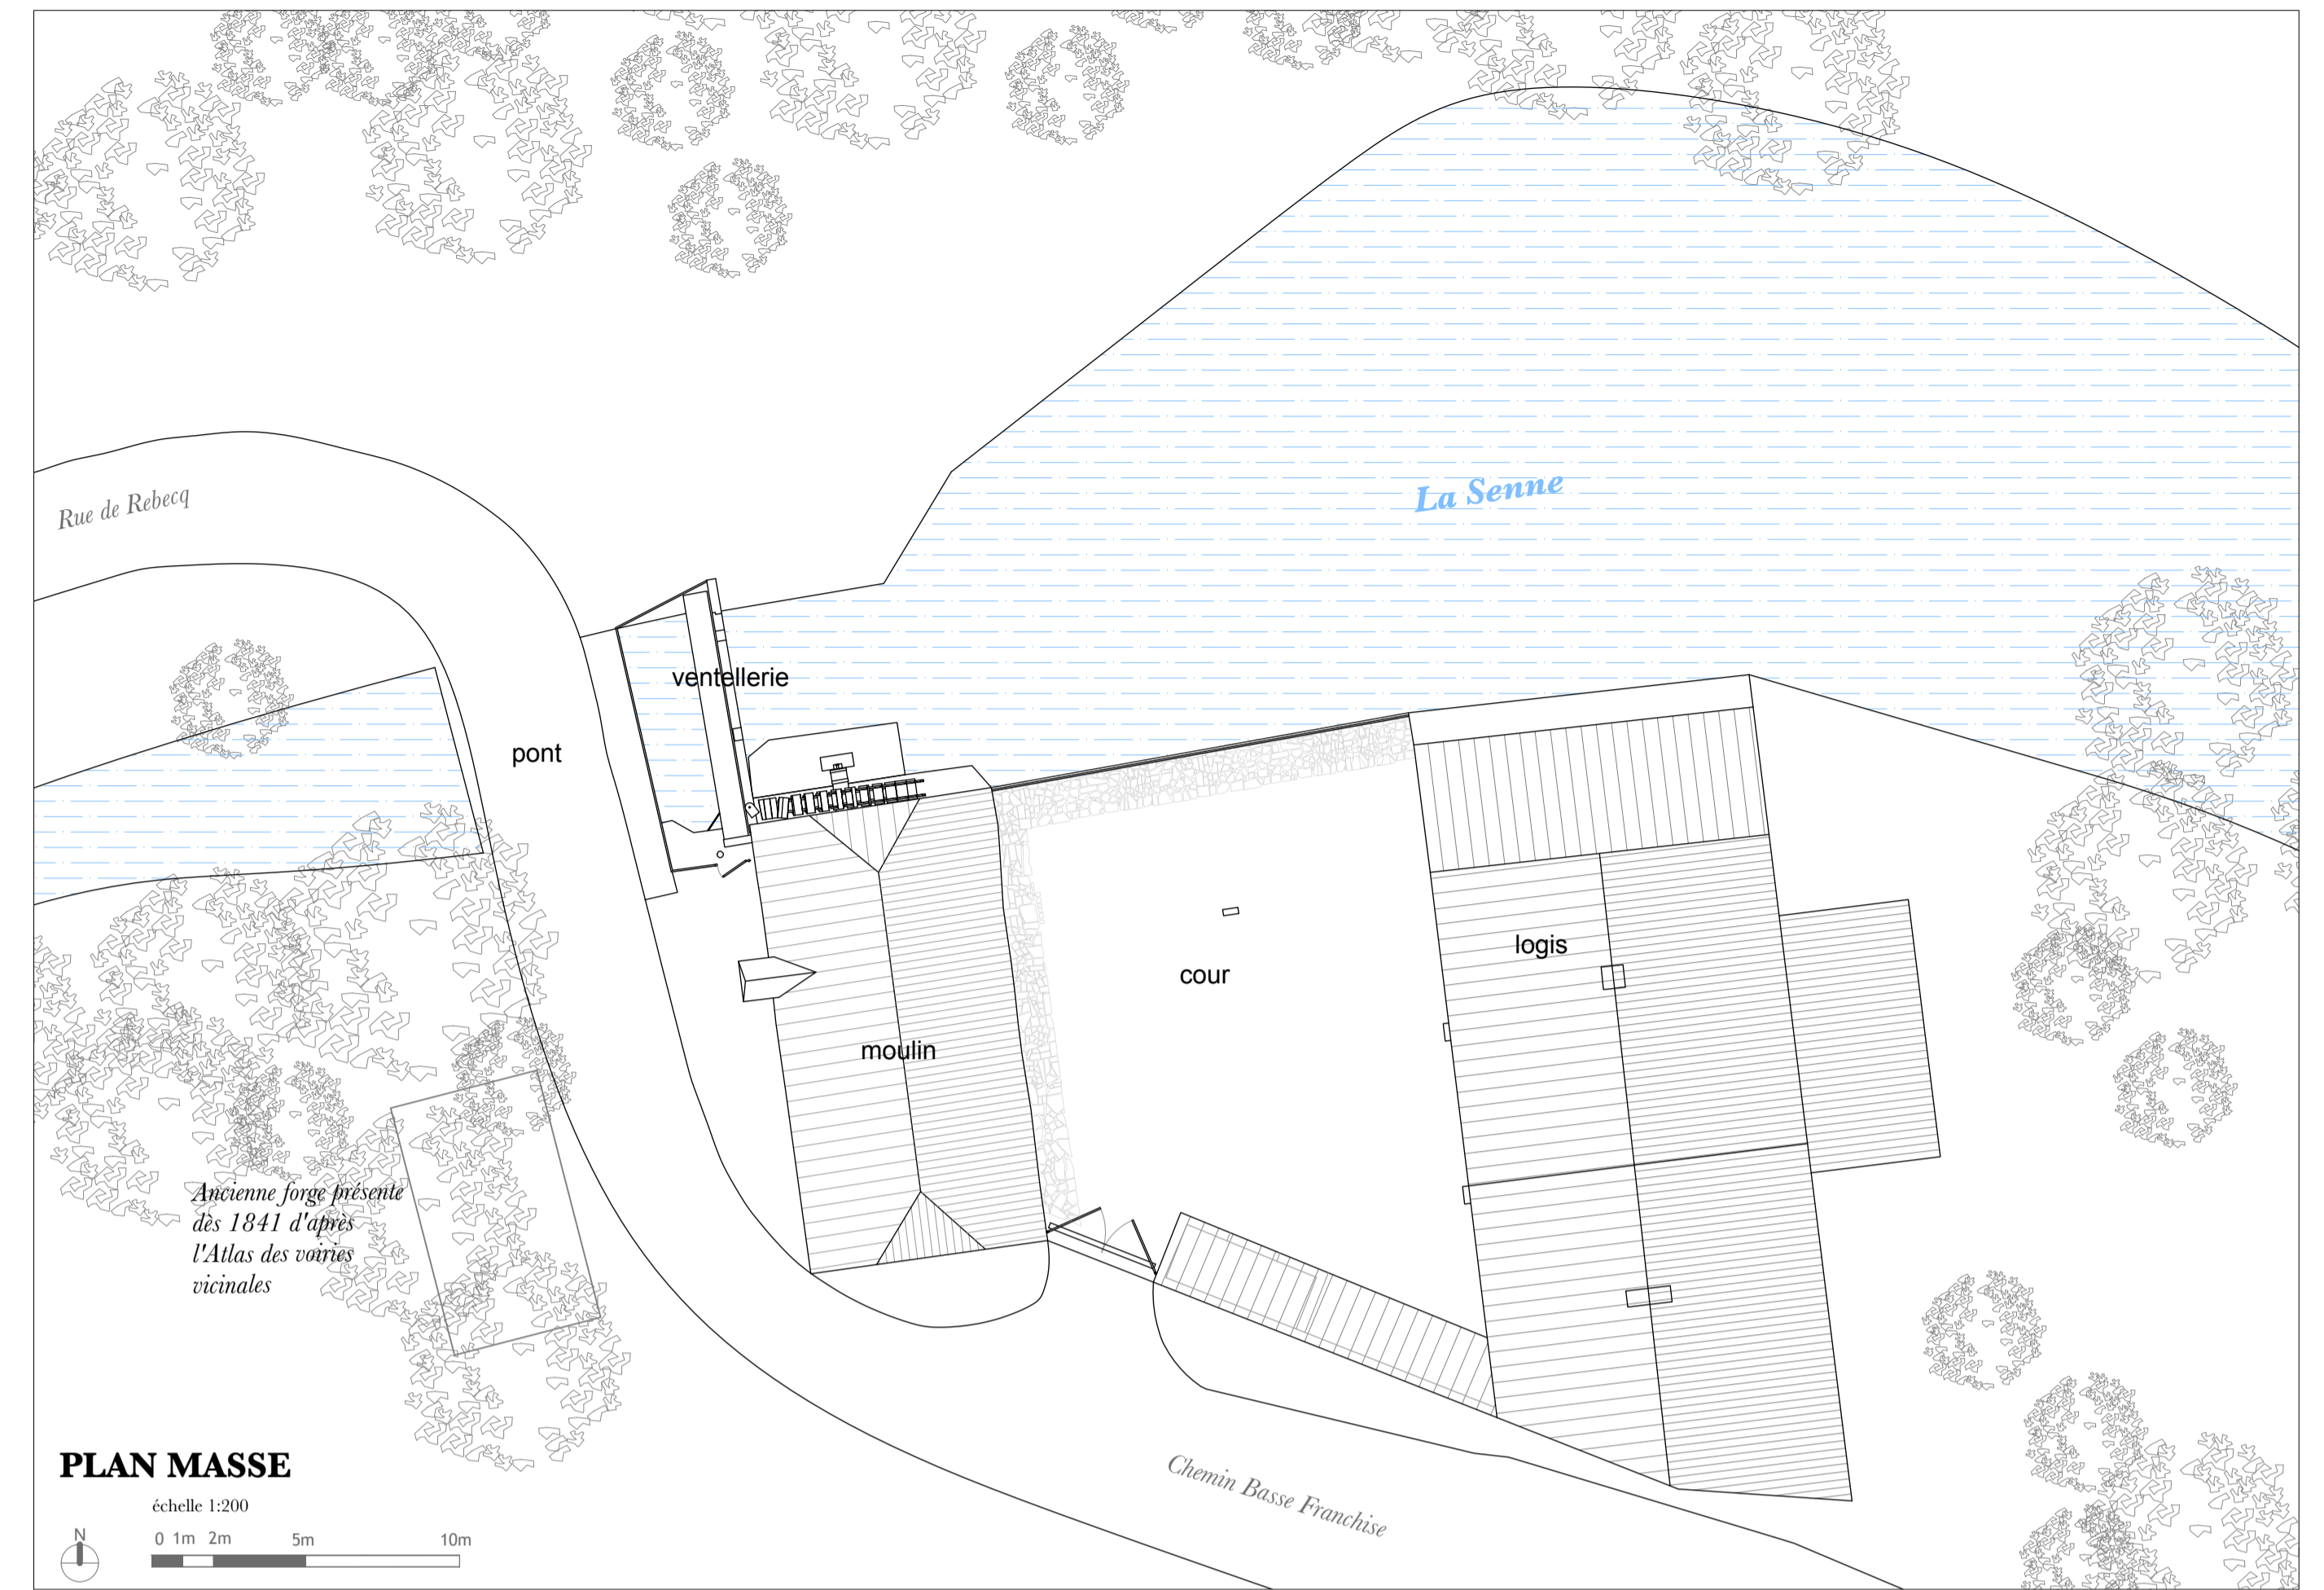 La Senne
Rue de Rebecq
ventellerie
pont
logis
cour
moulin
Ancienne forge présente
dès 1841 d'après
l'Atlas des voiries
vicinales
PLAN MASSE
échelle 1:200
Chemin Basse Franchise
N
0 1m 2m 5m 10m